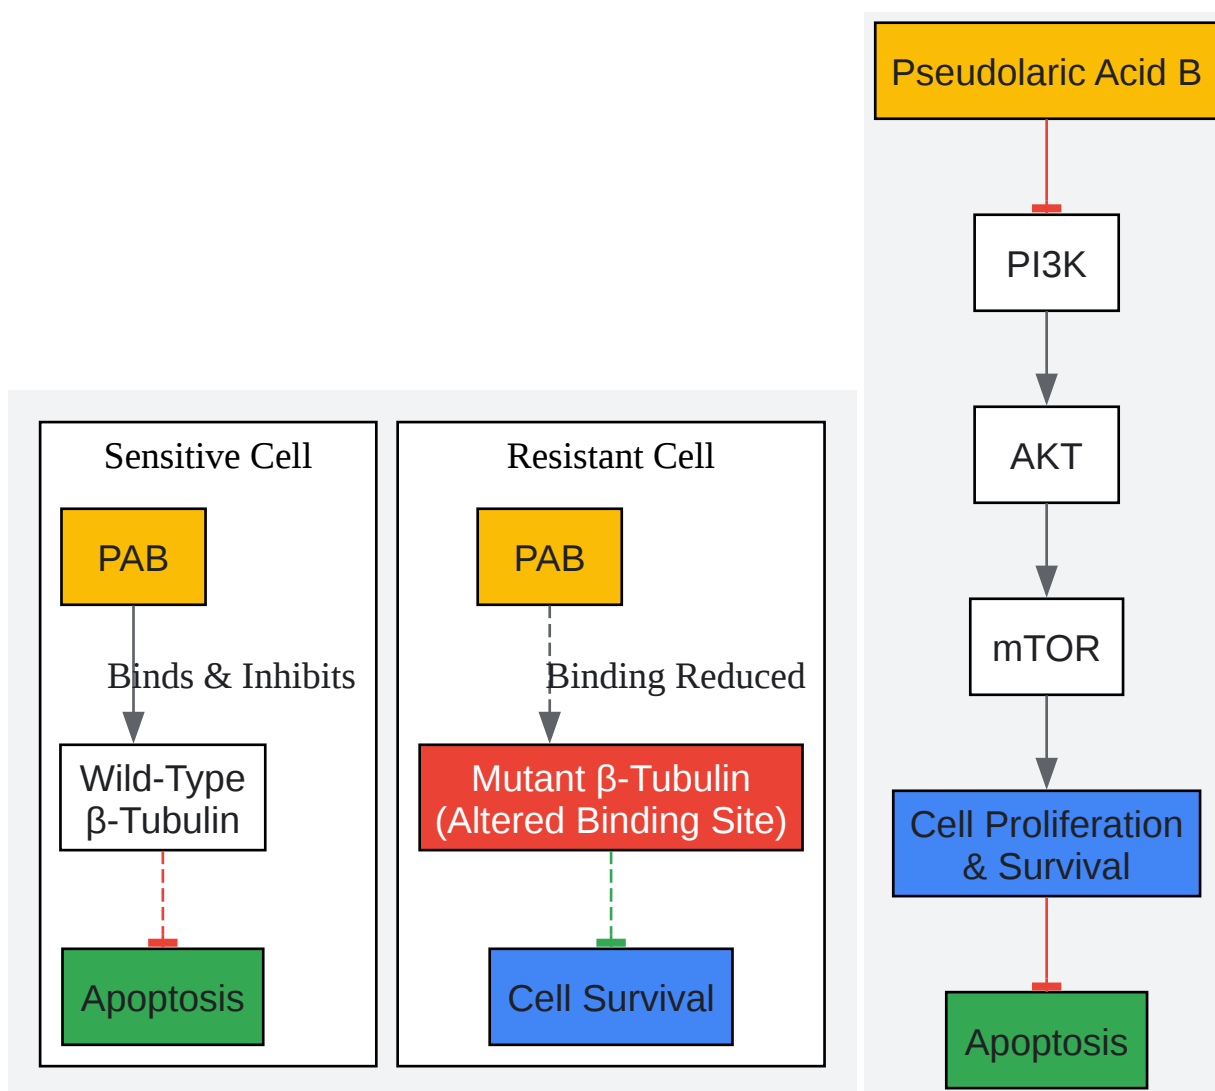 Sensitive Cell
PAB
Binds & Inhibits
Wild-Type
β-Tubulin
Apoptosis
Resistant Cell
PAB
Binding Reduced
Mutant β-Tubulin
(Altered Binding Site)
Cell Survival
Pseudolaric Acid B
PI3K
AKT
mTOR
Cell Proliferation
& Survival
Apoptosis